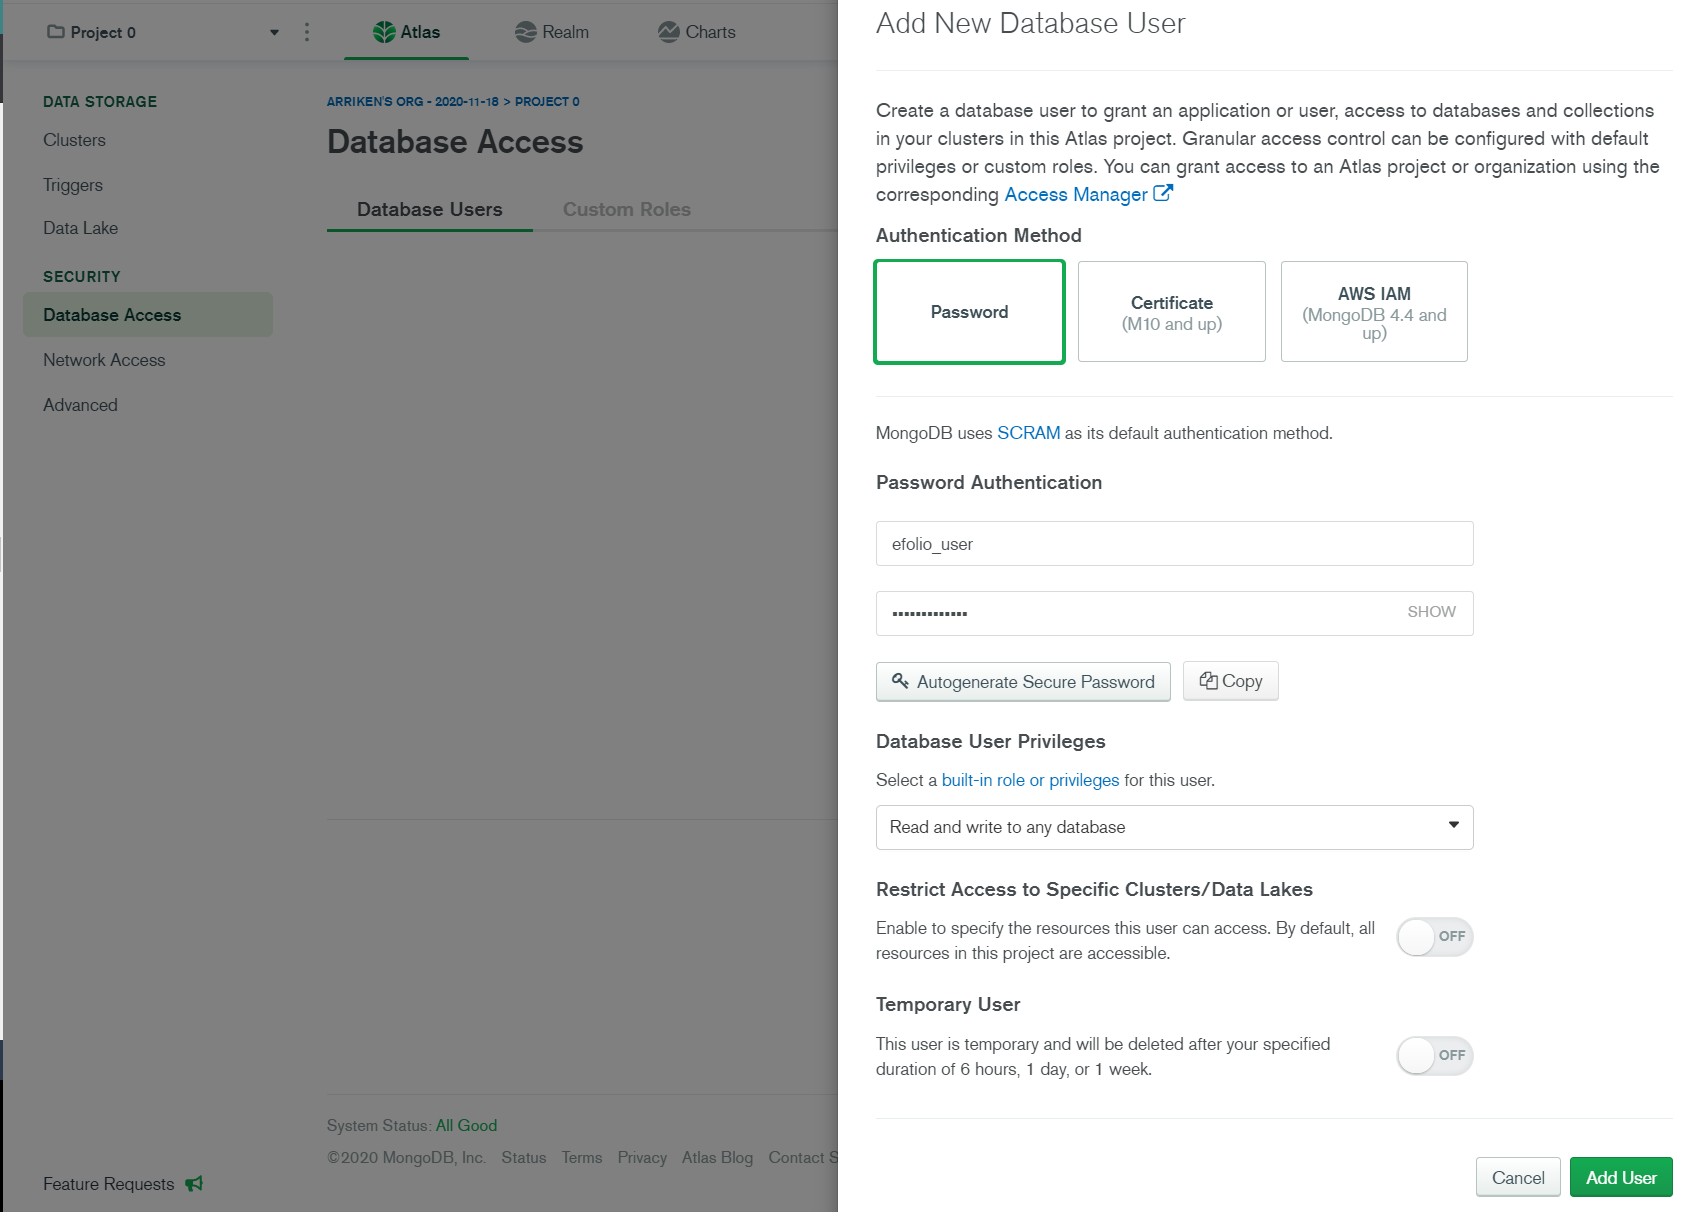 Project 0
Atlas
Realm
Charts
DATA STORAGE
Clusters
Triggers
Data Lake
SECURITY
Database Access
Network Access
Advanced
Feature Requests
ARRIKEN'S ORG - 2020-11-18 > PROJECT 0
Database Access
Database Users
Custom Roles
System Status: All Good
©2020 MongoDB, Inc. Status Terms Privacy Atlas Blog Contact S
Add New Database User
Create a database user to grant an application or user, access to databases and collections
in your clusters in this Atlas project. Granular access control can be configured with default
privileges or custom roles. You can grant access to an Atlas project or organization using the
corresponding Access Manager
Authentication Method
Password
Certificate
(M10 and up)
AWS IAM
(MongoDB 4.4 and
up)
MongoDB uses SCRAM as its default authentication method.
Password Authentication
efolio_user
SHOW
Autogenerate Secure Password
Copy
Database User Privileges
Select a built-in role or privileges for this user.
Read and write to any database
Restrict Access to Specific Clusters/Data Lakes
Enable to specify the resources this user can access. By default, all
resources in this project are accessible.
OFF
Temporary User
This user is temporary and will be deleted after your specified
duration of 6 hours, 1 day, or 1 week.
OFF
Cancel
Add User